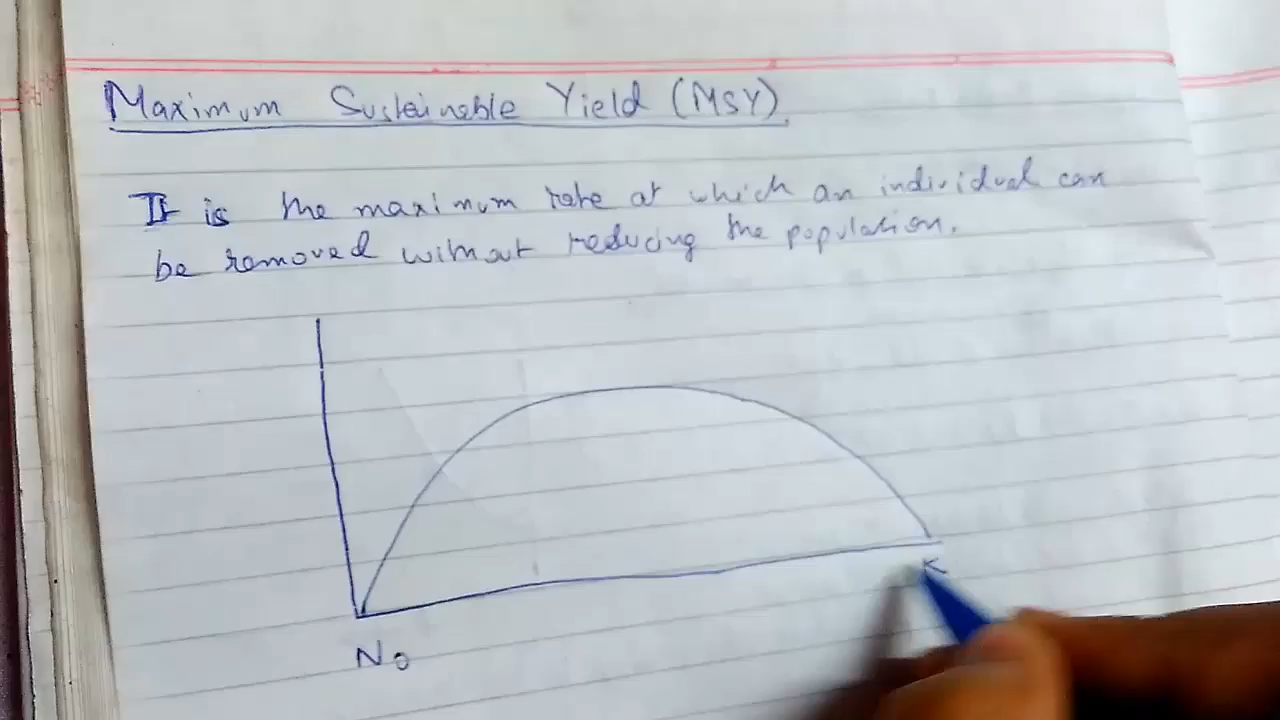 Maximum Sustainable Yield (MSY)
It is the maximum rate at which an individual can
be removed without reducing the population.
K
N0